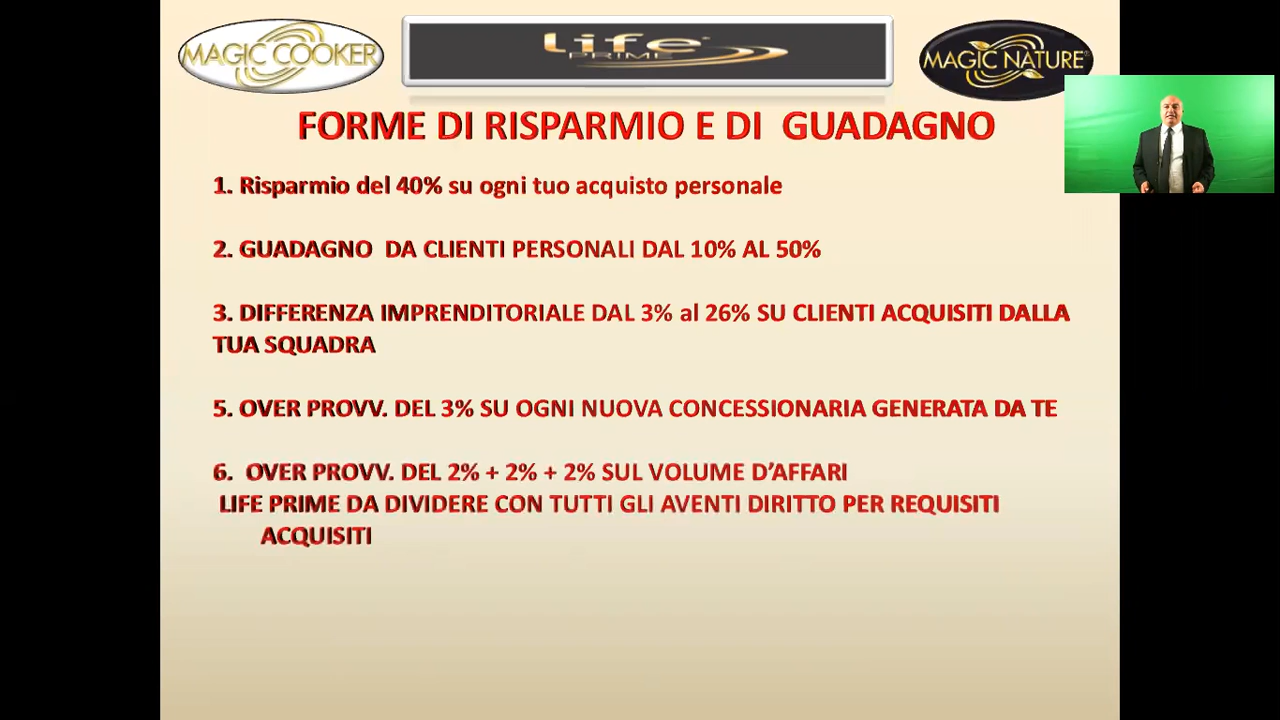 MAGIC COOKER
Life
PRIME
MAGIC NATURE®
FORME DI RISPARMIO E DI GUADAGNO
1. Risparmio del 40% su ogni tuo acquisto personale
2. GUADAGNO DA CLIENTI PERSONALI DAL 10% AL 50%
3. DIFFERENZA IMPRENDITORIALE DAL 3% al 26% SU CLIENTI ACQUISITI DALLA
TUA SQUADRA
5. OVER PROVV. DEL 3% SU OGNI NUOVA CONCESSIONARIA GENERATA DA TE
6. OVER PROVV. DEL 2% + 2% + 2% SUL VOLUME D’AFFARI
LIFE PRIME DA DIVIDERE CON TUTTI GLI AVENTI DIRITTO PER REQUISITI
ACQUISITI